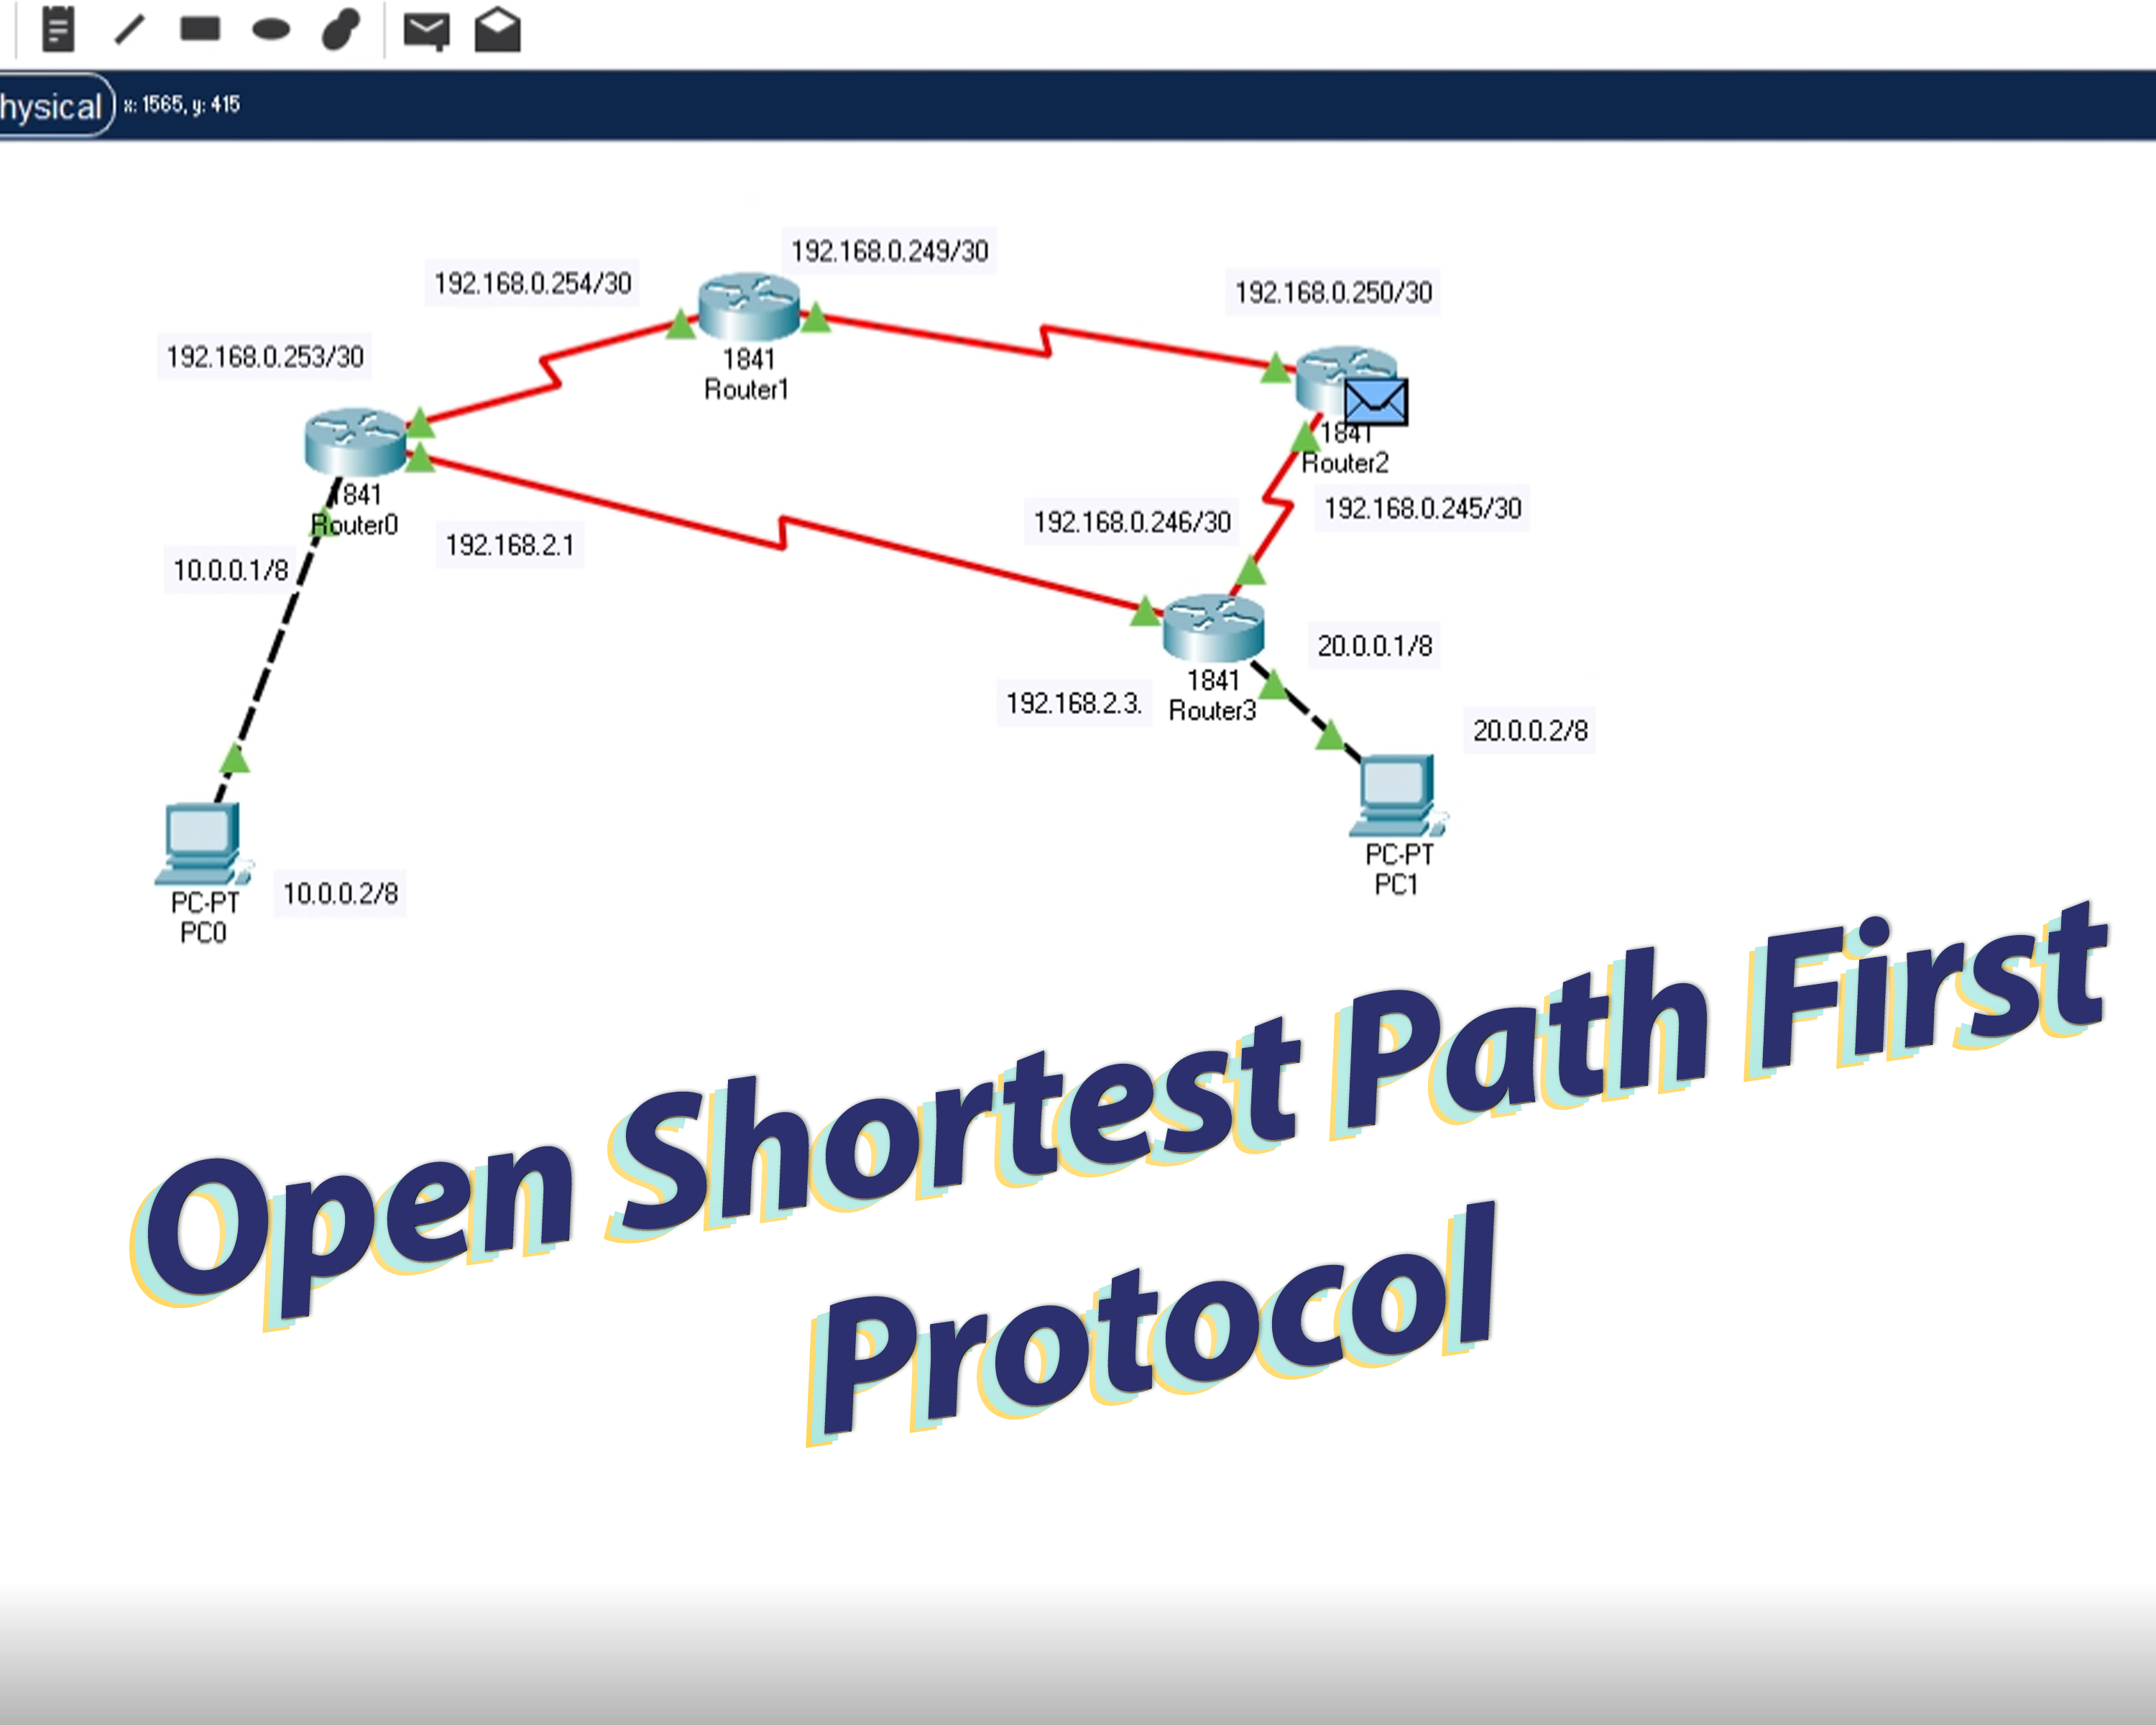 hysical x: 1565, y: 415
192.168.0.249/30
192.168.0.254/30
192.168.0.250/30
192.168.0.253/30
1841
Router1
1841
Router2
1841
Router0
192.168.0.246/30
192.168.0.245/30
192.168.2.1
10.0.0.1/8
20.0.0.1/8
1841
Router3
192.168.2.3.
20.0.0.2/8
PC-PT
PC1
10.0.0.2/8
PC-PT
PC0
Open Shortest Path First
Protocol